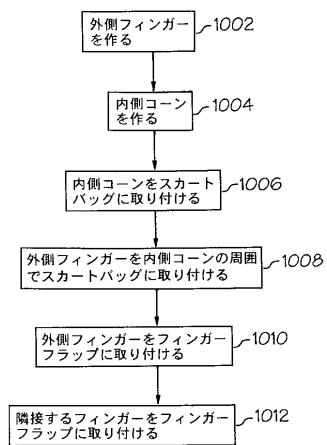 外側フィンガー
を作る
1002
内側コーン
を作る
1004
内側コーンをスカート
バッグに取り付ける
1006
外側フィンガーを内側コーンの周囲
でスカートバッグに取り付ける
1008
外側フィンガーをフィンガー
フラップに取り付ける
1010
隣接するフィンガーをフィンガー
フラップに取り付ける
1012